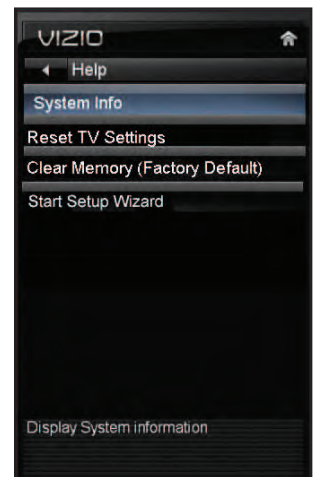 VIZIO
Help
System Info
Reset TV Settings
Clear Memory (Factory Default)
Start Setup Wizard
Display System information